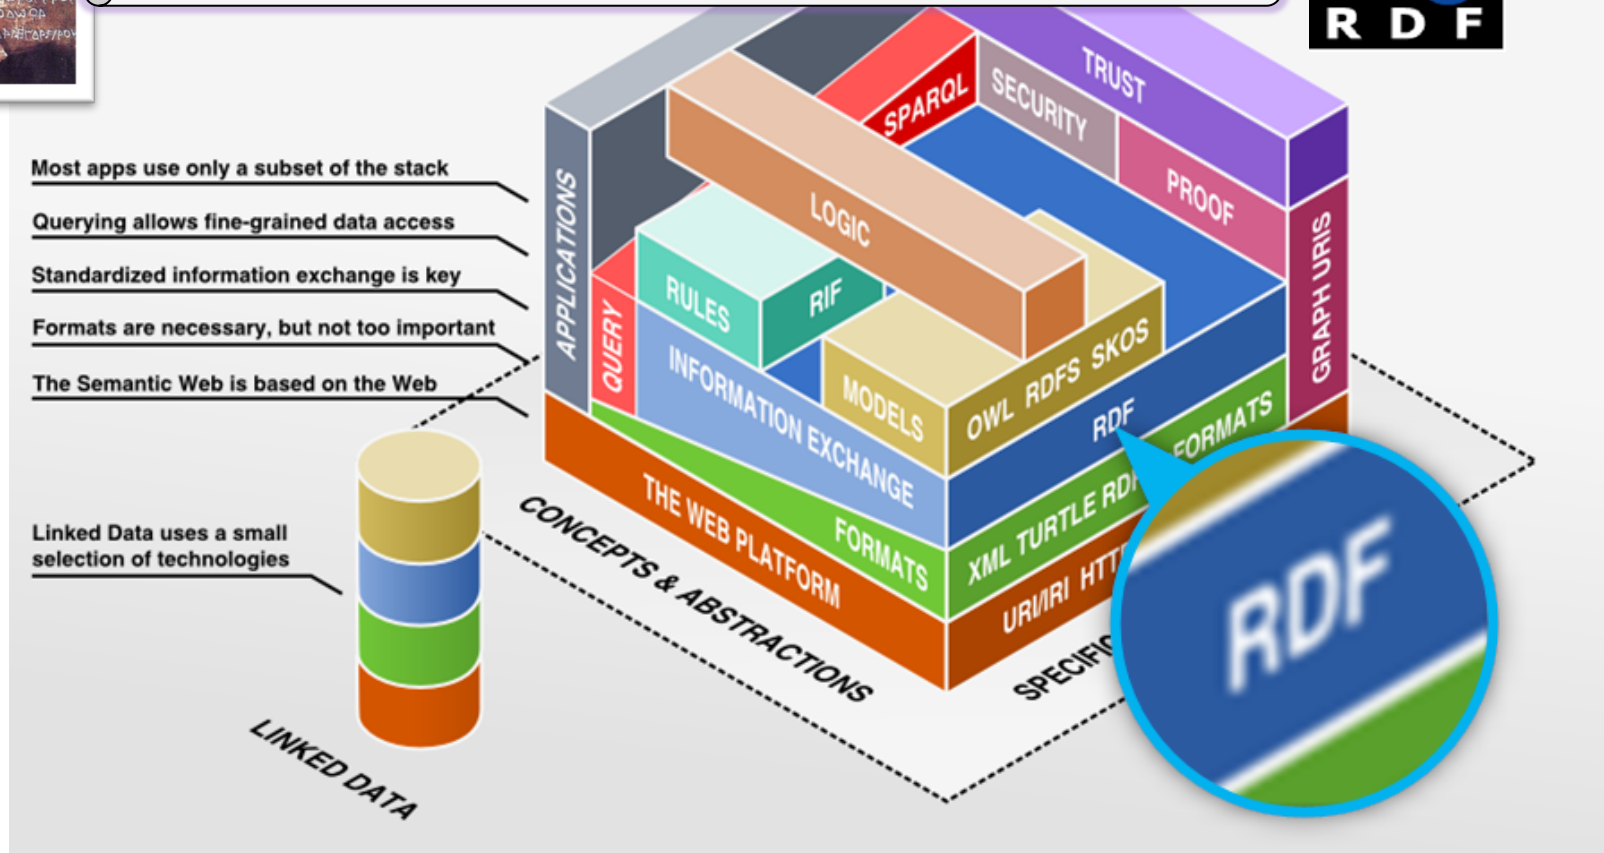 RDF
TRUST
SPARQL
SECURITY
PROOF
APPLICATIONS
LOGIC
RULES
RIF
QUERY
INFORMATION EXCHANGE
MODELS
OWL RDFS SKOS
RDF
GRAPH URIS
FORMATS
XML TURTLE
FORMATS
THE WEB PLATFORM
URI/IRI
CONCEPTS & ABSTRACTIONS
RDF
Most apps use only a subset of the stack
Querying allows fine-grained data access
Standardized information exchange is key
Formats are necessary, but not too important
The Semantic Web is based on the Web
Linked Data uses a small
selection of technologies
LINKED DATA